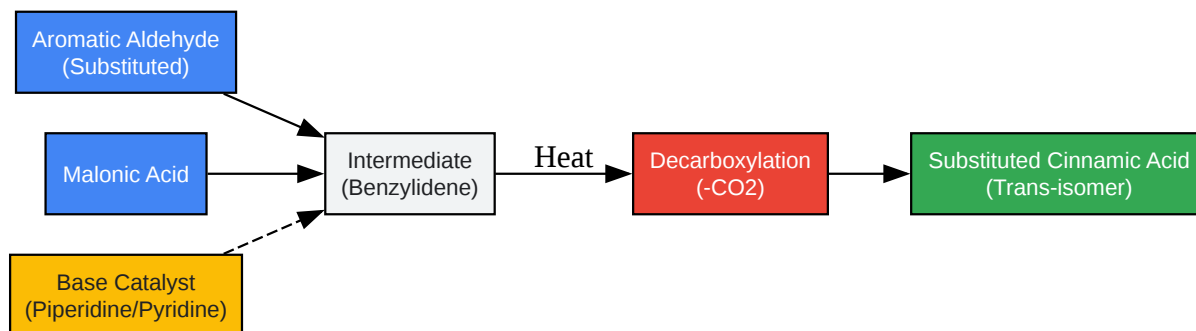 Aromatic Aldehyde
(Substituted)
Malonic Acid
Base Catalyst
(Piperidine/Pyridine)
Intermediate
(Benzylidene)
Heat
Decarboxylation
(-CO2)
Substituted Cinnamic Acid
(Trans-isomer)